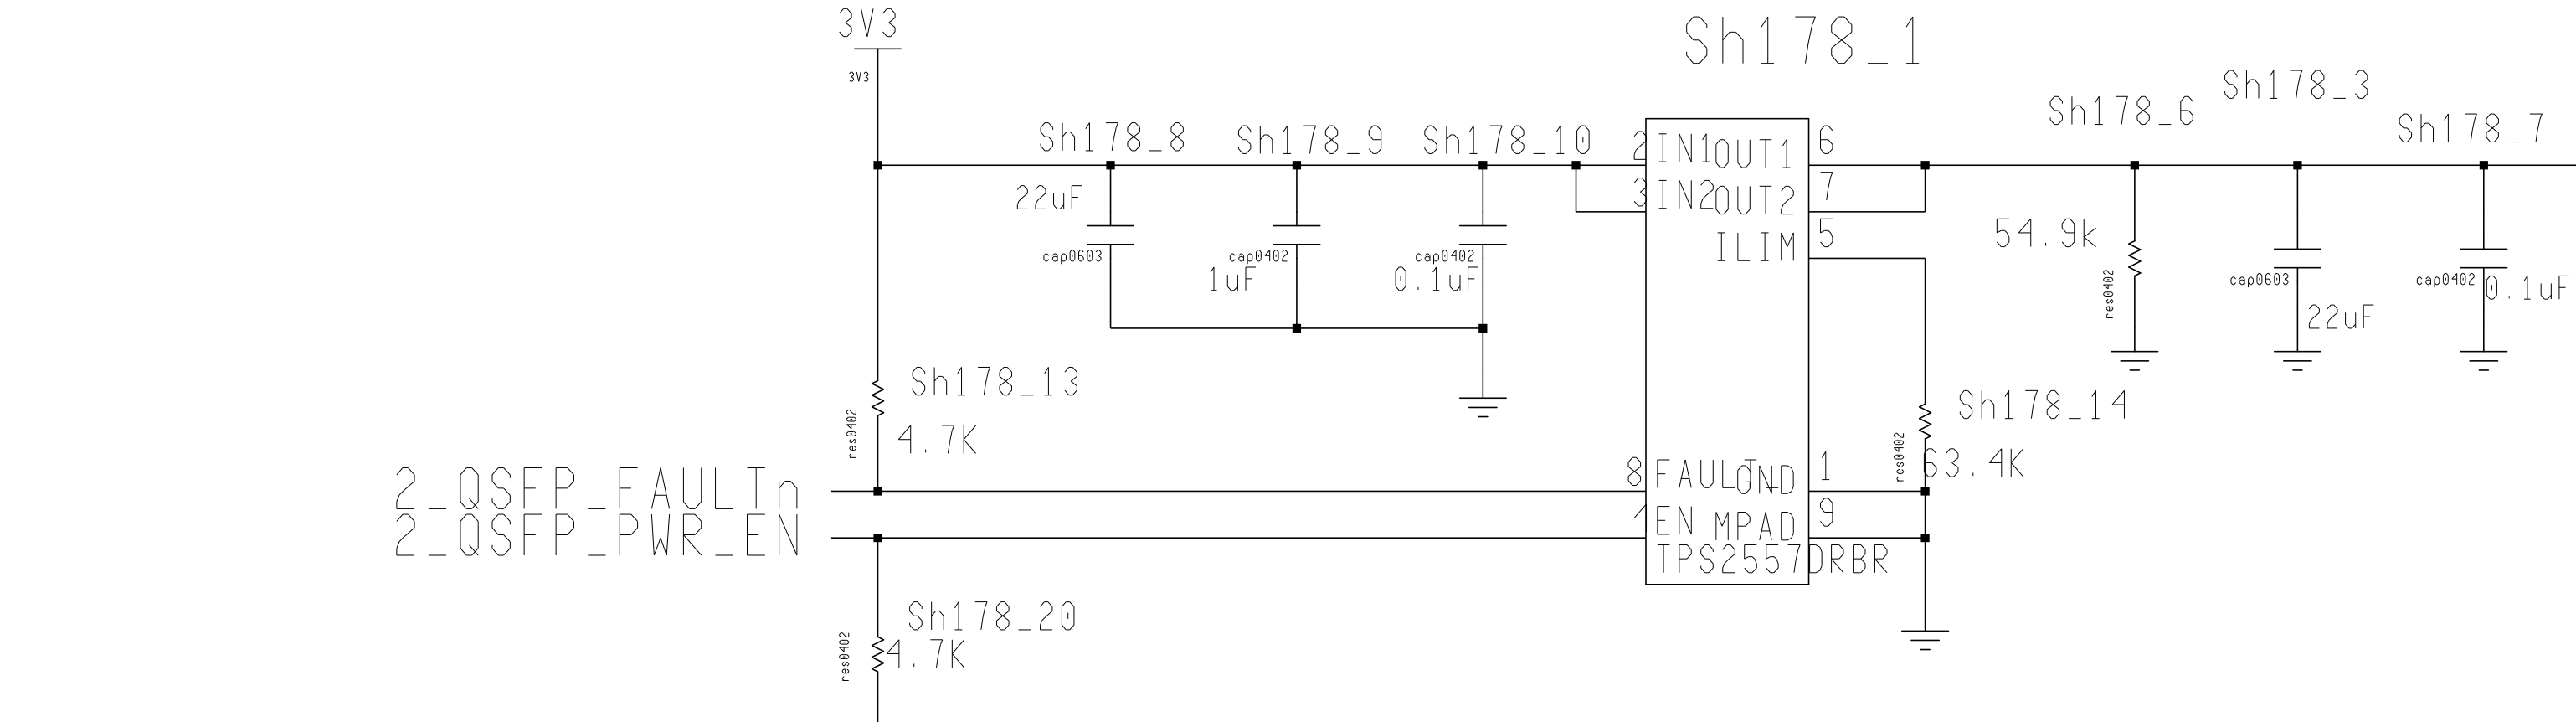 3V3
Sh178_1
3V3
Sh178_3
Sh178_6
Sh178_7
Sh178_8
Sh178_9
Sh178_10
2
IN1
OUT1
6
3
IN2
OUT2
7
ILIM
5
22uF
cap0603
1uF
cap0402
0.1uF
cap0402
54.9k
res0402
cap0603
22uF
cap0402
0.1uF
Sh178_13
4.7K
res0402
Sh178_14
63.4K
res0402
2_QSFP_FAULTn
8
FAULT_
GND
1
2_QSFP_PWR_EN
4
EN
MPAD
9
TPS2557DRBR
Sh178_20
4.7K
res0402